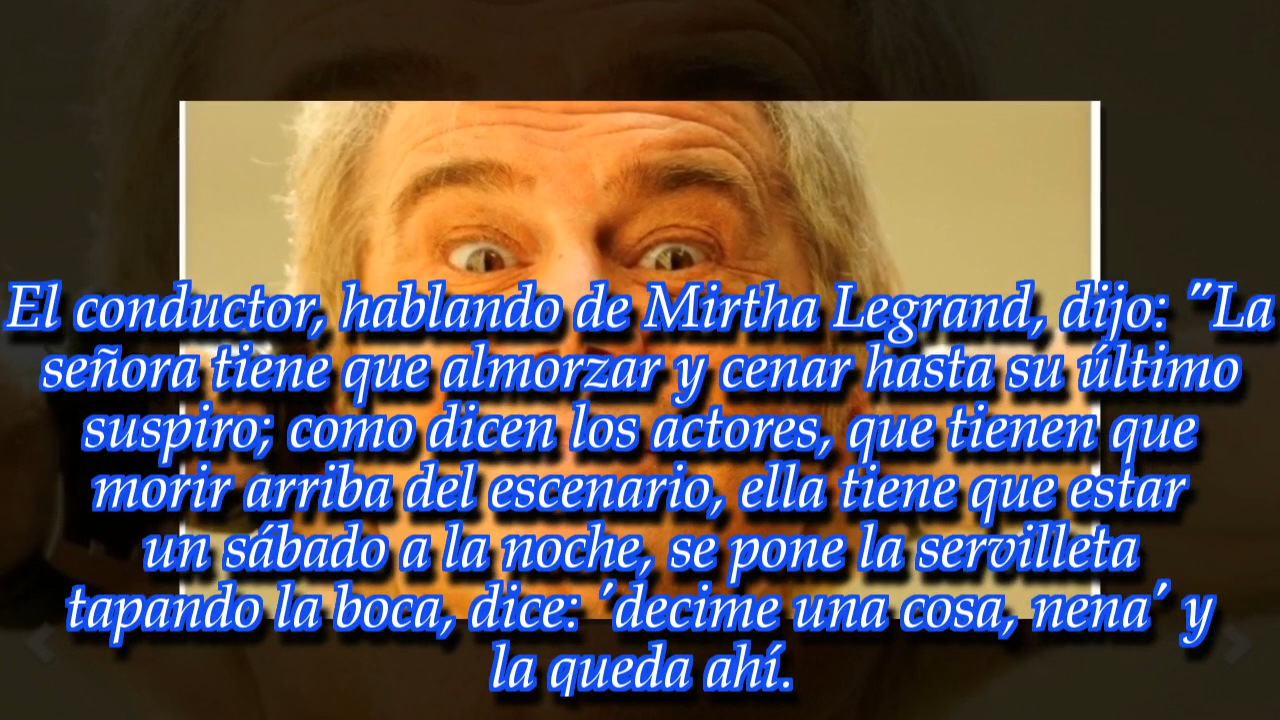 El conductor, hablando de Mirtha Legrand, dijo: "La
señora tiene que almorzar y cenar hasta su último
suspiro; como dicen los actores, que tienen que
morir arriba del escenario, ella tiene que estar
un sábado a la noche, se pone la servilleta
tapando la boca, dice: ´decime una cosa, nena´ y
la queda ahí.